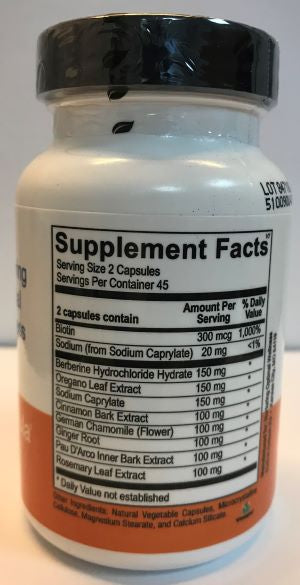 LOT
Supplement Facts
Serving Size 2 Capsules
Servings Per Container 45
2 capsules contain Amount Per Serving % Daily Value
Biotin 300 mcg 1,000%
Sodium (from Sodium Caprylate) 20 mg <1%
Berberine Hydrochloride Hydrate 150 mg *
Oregano Leaf Extract 150 mg *
Sodium Caprylate 150 mg *
Cinnamon Bark Extract 100 mg *
German Chamomile (Flower) 100 mg *
Ginger Root 100 mg *
Pau D'Arco Inner Bark Extract 100 mg *
Rosemary Leaf Extract 100 mg *
* Daily Value not established
Other Ingredients: Natural Vegetable Capsules, Microcrystalline
Cellulose, Magnesium Stearate, and Calcium Silicate.